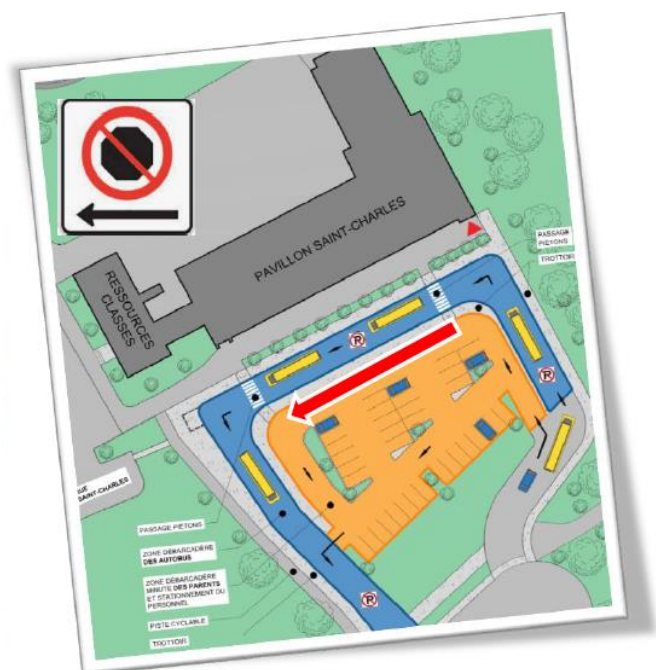 PAVILLON SAINT-CHARLES
RESSOURCES
CLASSES
PASSAGE
PIÉTONS
TROTTOIR
P
P
P
RUE
SAINT-CHARLES
PASSAGE PIÉTONS
ZONE DÉBARCADÈRE
DES AUTOBUS
ZONE DÉBARCADÈRE
MINUTE DES PARENTS
ET STATIONNEMENT DU
PERSONNEL
PISTE CYCLABLE
TROTTOIR